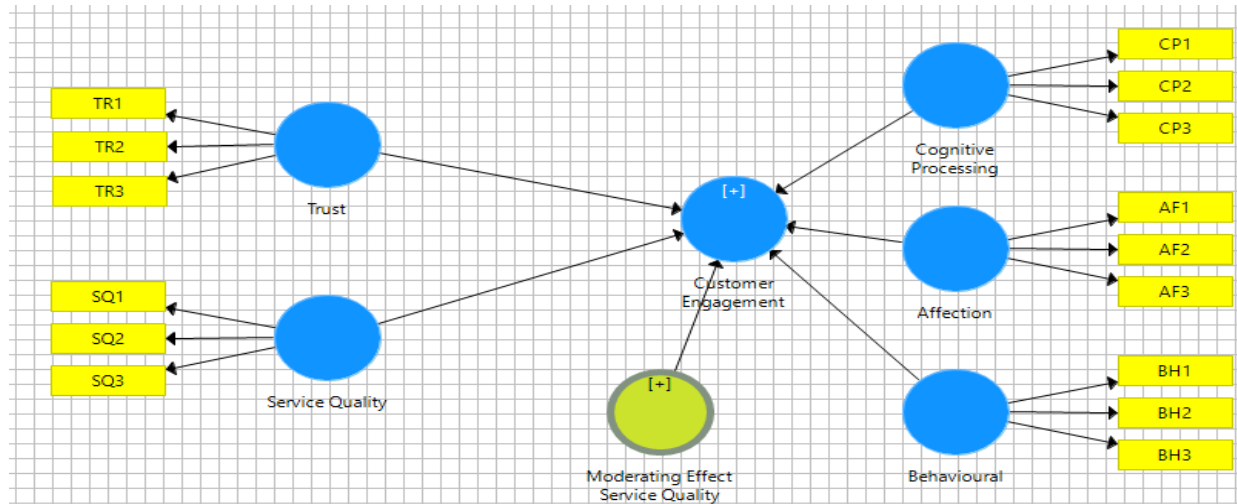 TR1
TR2
TR3
Trust
SQ1
SQ2
SQ3
Service Quality
[+]
Customer
Engagement
[+]
Moderating Effect
Service Quality
CP1
CP2
CP3
Cognitive
Processing
AF1
AF2
AF3
Affection
BH1
BH2
BH3
Behavioural